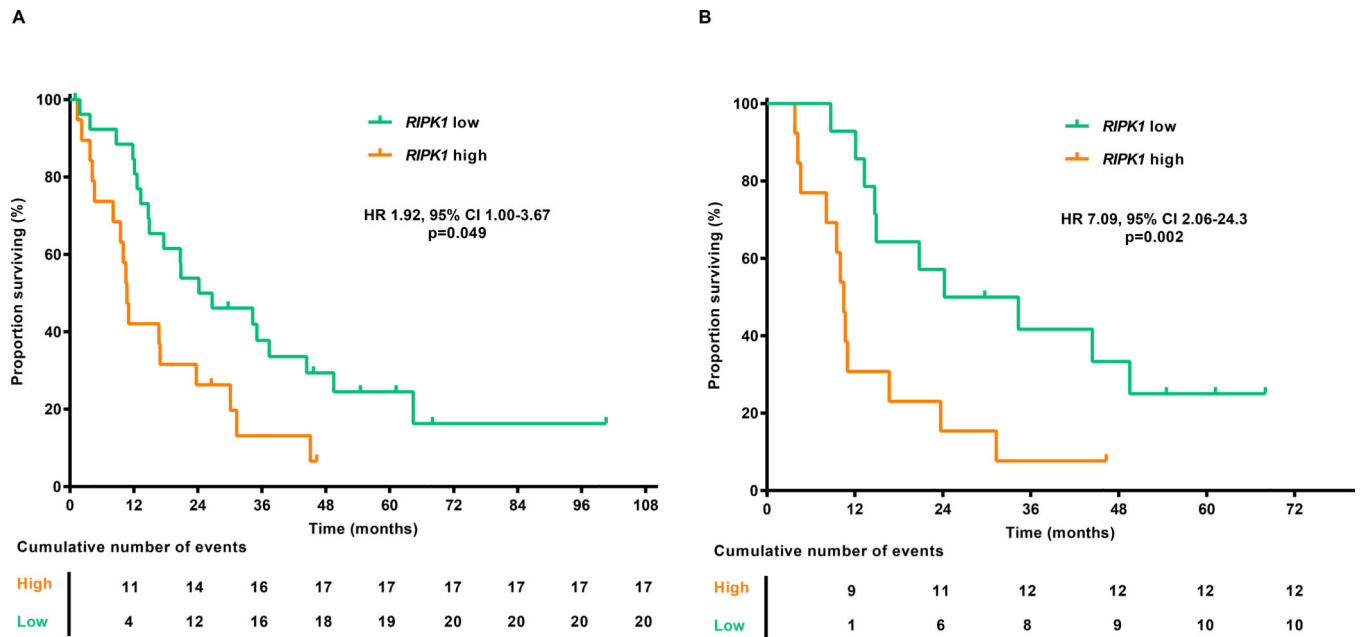 A
100
80
60
40
20
0
Proportion surviving (%)
RIPK1 low
RIPK1 high
HR 1.92, 95% CI 1.00-3.67
p=0.049
0 12 24 36 48 60 72 84 96 108
Time (months)
Cumulative number of events
High 11 14 16 17 17 17 17 17 17
Low 4 12 16 18 19 20 20 20 20
B
100
80
60
40
20
0
Proportion surviving (%)
RIPK1 low
RIPK1 high
HR 7.09, 95% CI 2.06-24.3
p=0.002
0 12 24 36 48 60 72
Time (months)
Cumulative number of events
High 9 11 12 12 12 12
Low 1 6 8 9 10 10